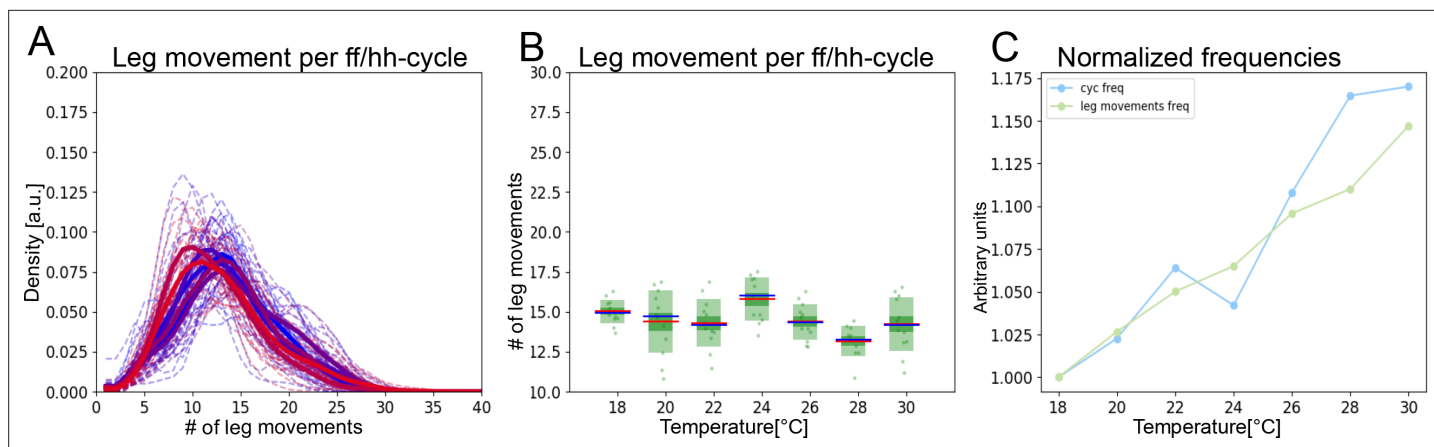 A
Leg movement per ff/hh-cycle
0.200
0.175
0.150
0.125
0.100
0.075
0.050
0.025
0.000
Density [a.u.]
0 5 10 15 20 25 30 35 40
# of leg movements
B
Leg movement per ff/hh-cycle
30.0
27.5
25.0
22.5
20.0
17.5
15.0
12.5
10.0
# of leg movements
18 20 22 24 26 28 30
Temperature[°C]
C
Normalized frequencies
1.175
1.150
1.125
1.100
1.075
1.050
1.025
1.000
Arbitrary units
cyc freq
leg movements freq
18 20 22 24 26 28 30
Temperature[°C]